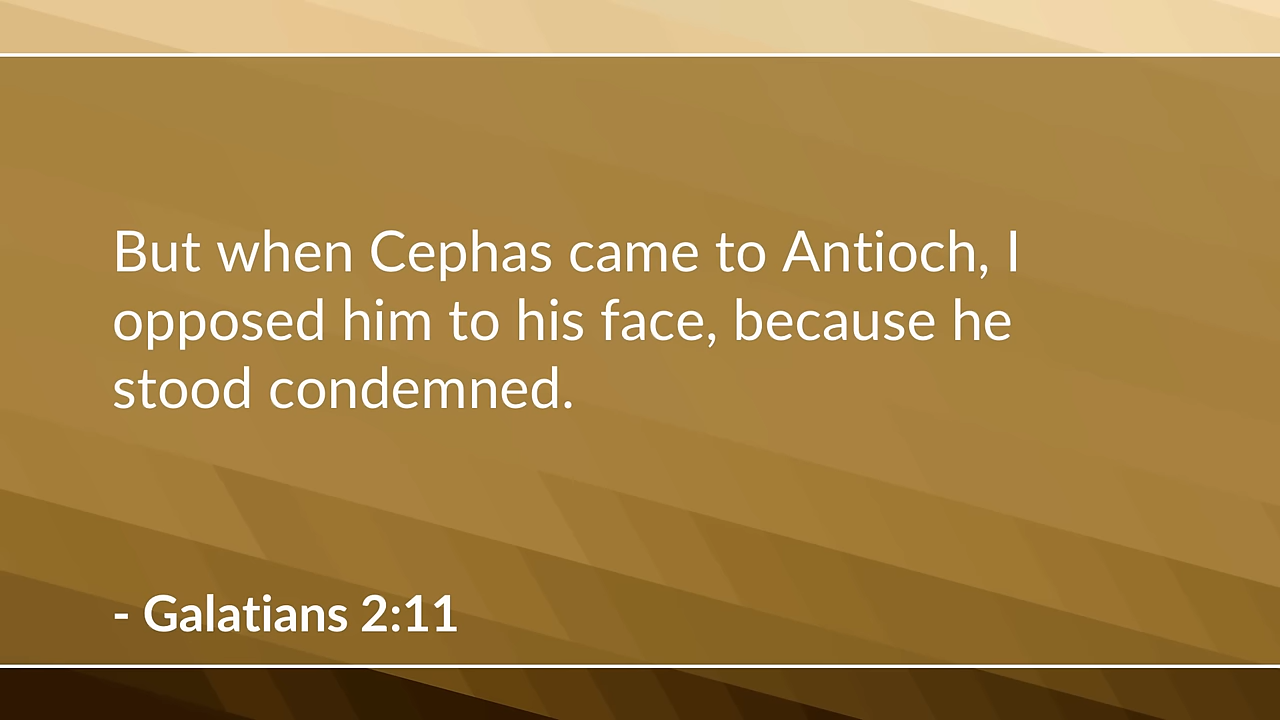 But when Cephas came to Antioch, I
opposed him to his face, because he
stood condemned.
- Galatians 2:11